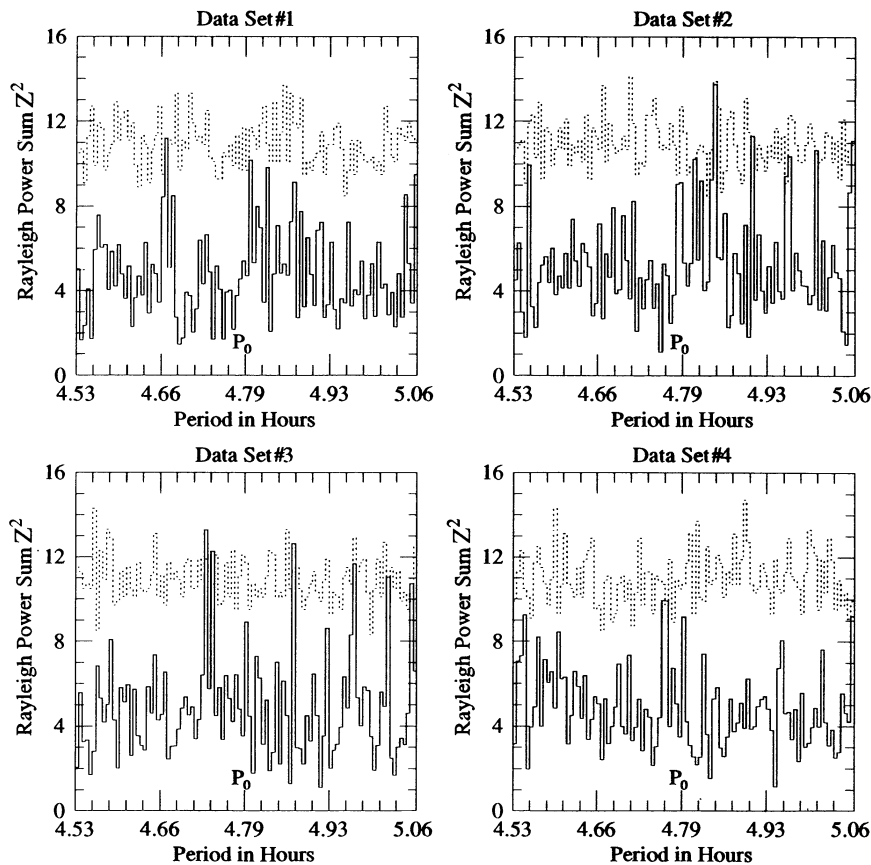 Data Set#1
16
12
8
4
0
Rayleigh Power Sum Z²
P₀
4.53 4.66 4.79 4.93 5.06
Period in Hours
Data Set#2
16
12
8
4
0
Rayleigh Power Sum Z²
P₀
4.53 4.66 4.79 4.93 5.06
Period in Hours
Data Set#3
16
12
8
4
0
Rayleigh Power Sum Z²
P₀
4.53 4.66 4.79 4.93 5.06
Period in Hours
Data Set#4
16
12
8
4
0
Rayleigh Power Sum Z²
P₀
4.53 4.66 4.79 4.93 5.06
Period in Hours